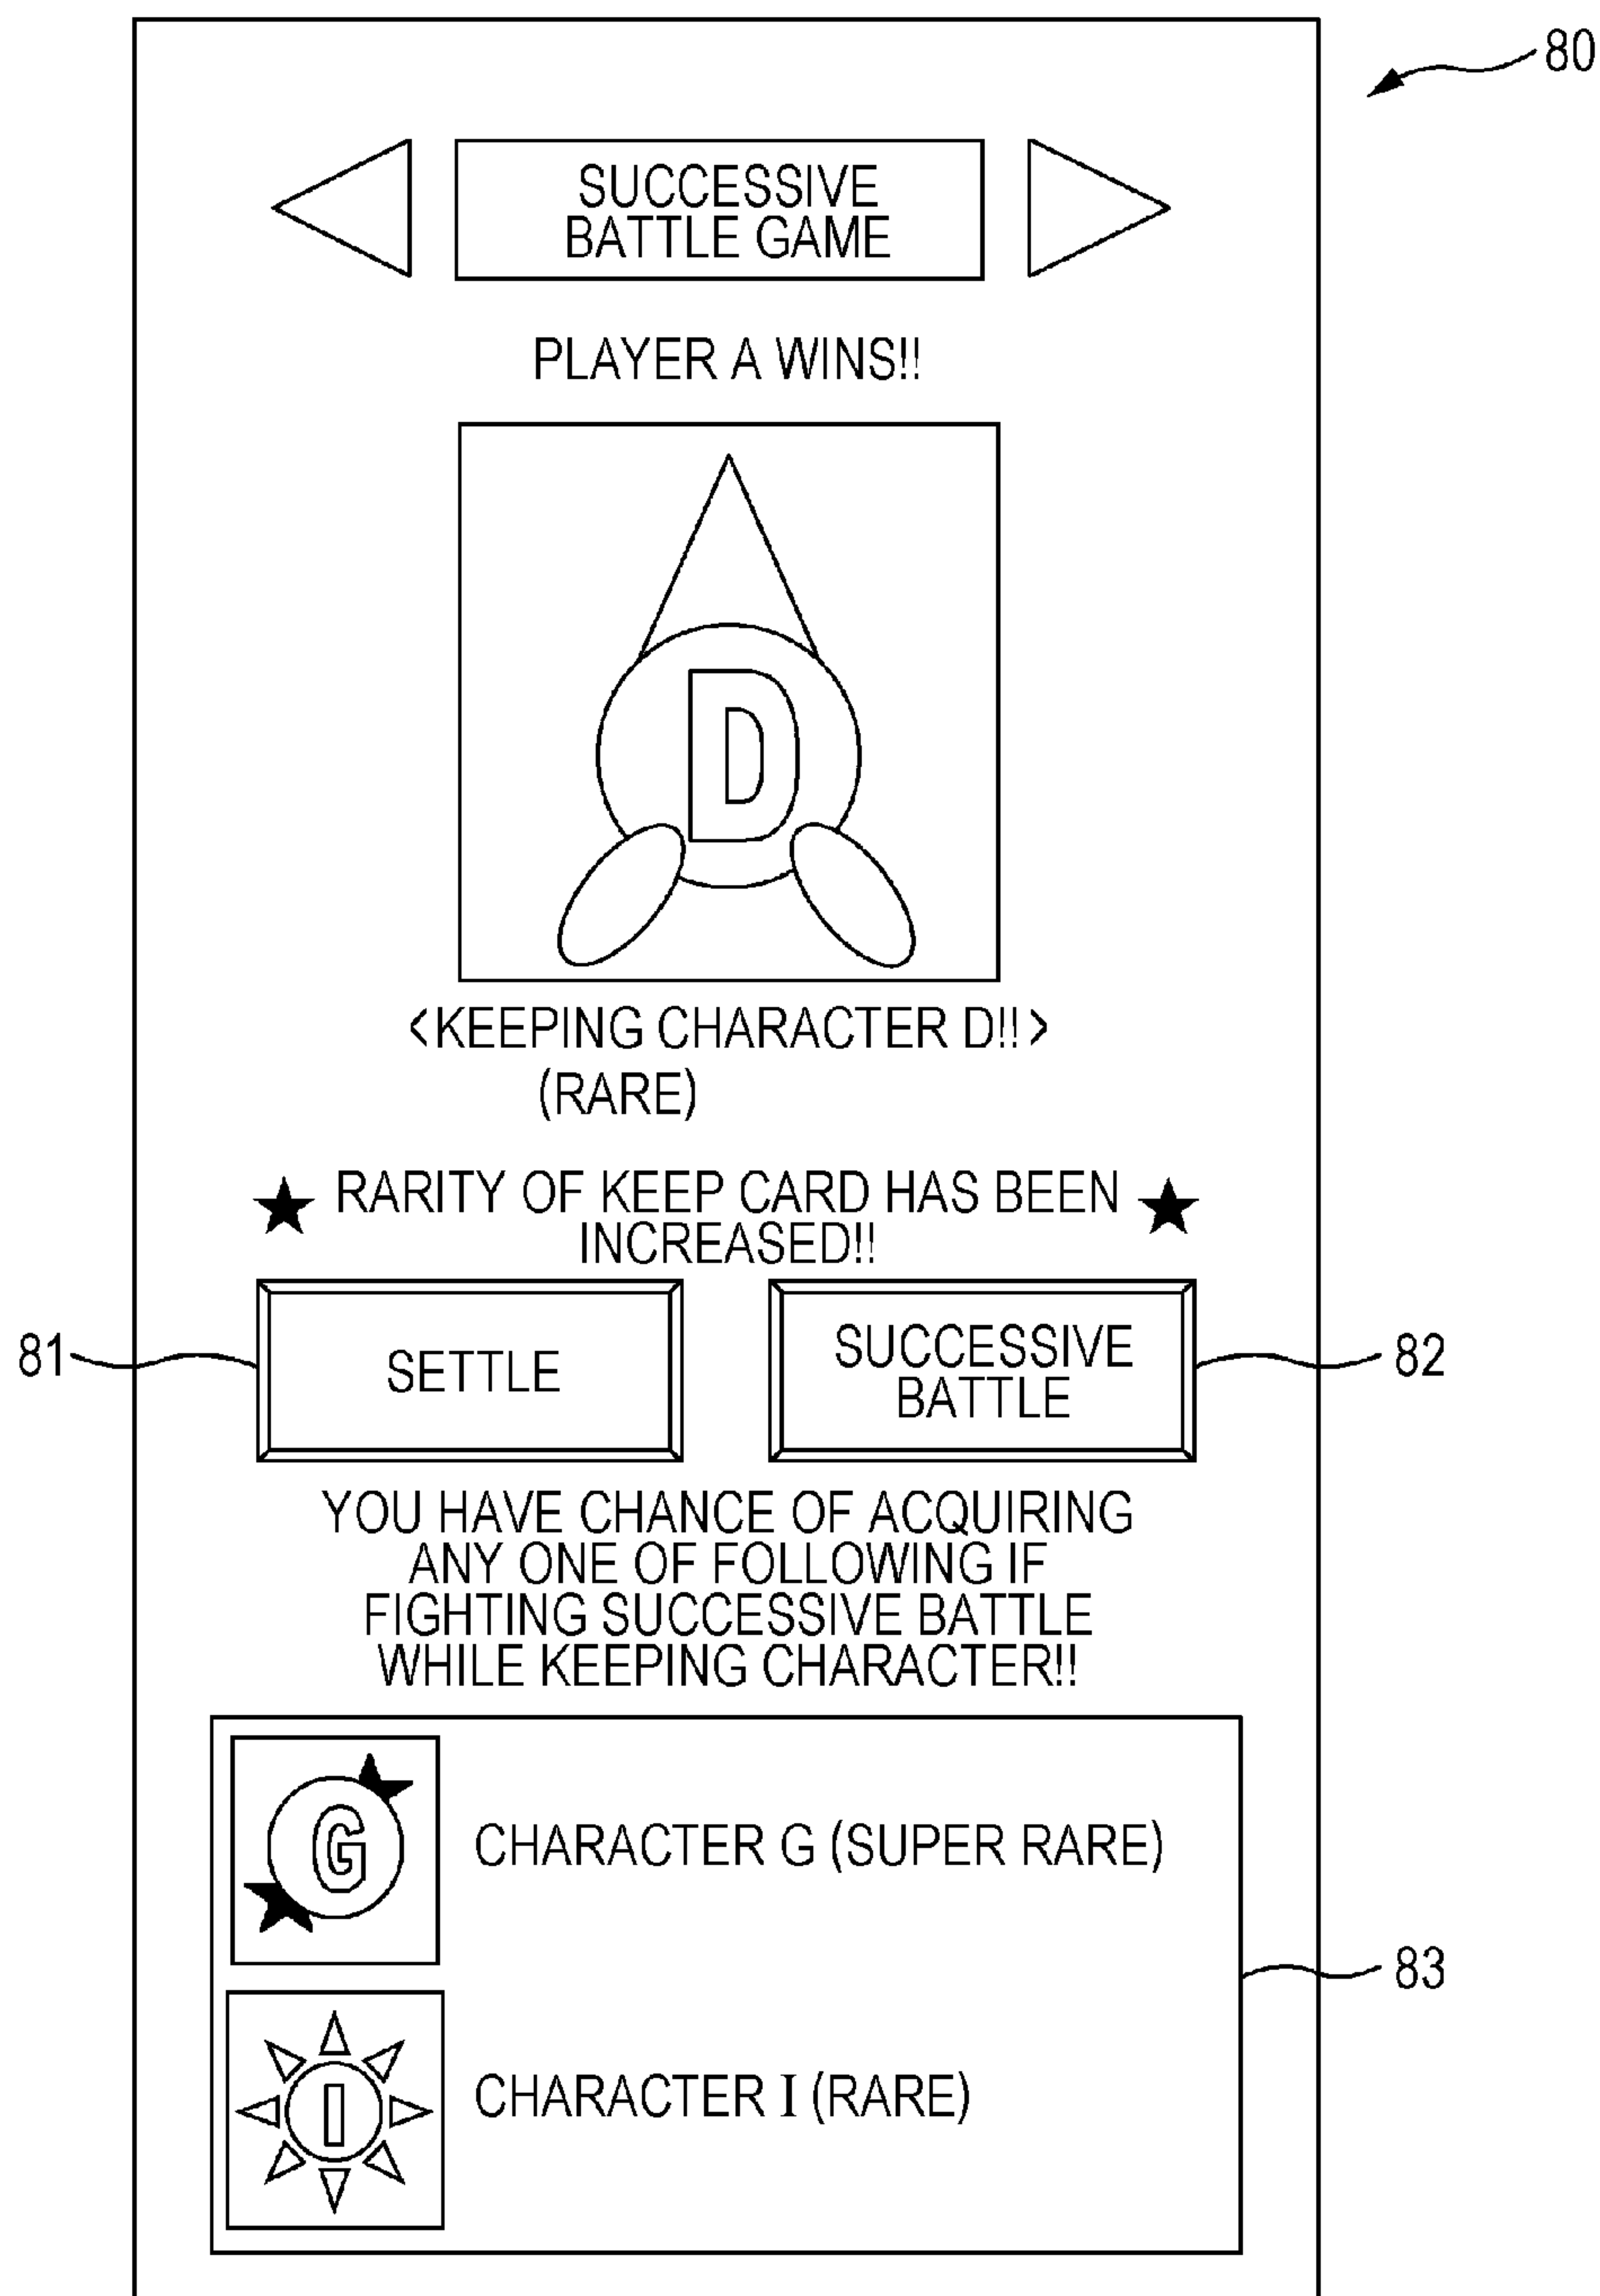 80
SUCCESSIVE
BATTLE GAME
PLAYER A WINS!!
D
<KEEPING CHARACTER D!!>
(RARE)
★ RARITY OF KEEP CARD HAS BEEN ★
INCREASED!!
81
SETTLE
SUCCESSIVE
BATTLE
82
YOU HAVE CHANCE OF ACQUIRING
ANY ONE OF FOLLOWING IF
FIGHTING SUCCESSIVE BATTLE
WHILE KEEPING CHARACTER!!
G
CHARACTER G (SUPER RARE)
83
I
CHARACTER I (RARE)